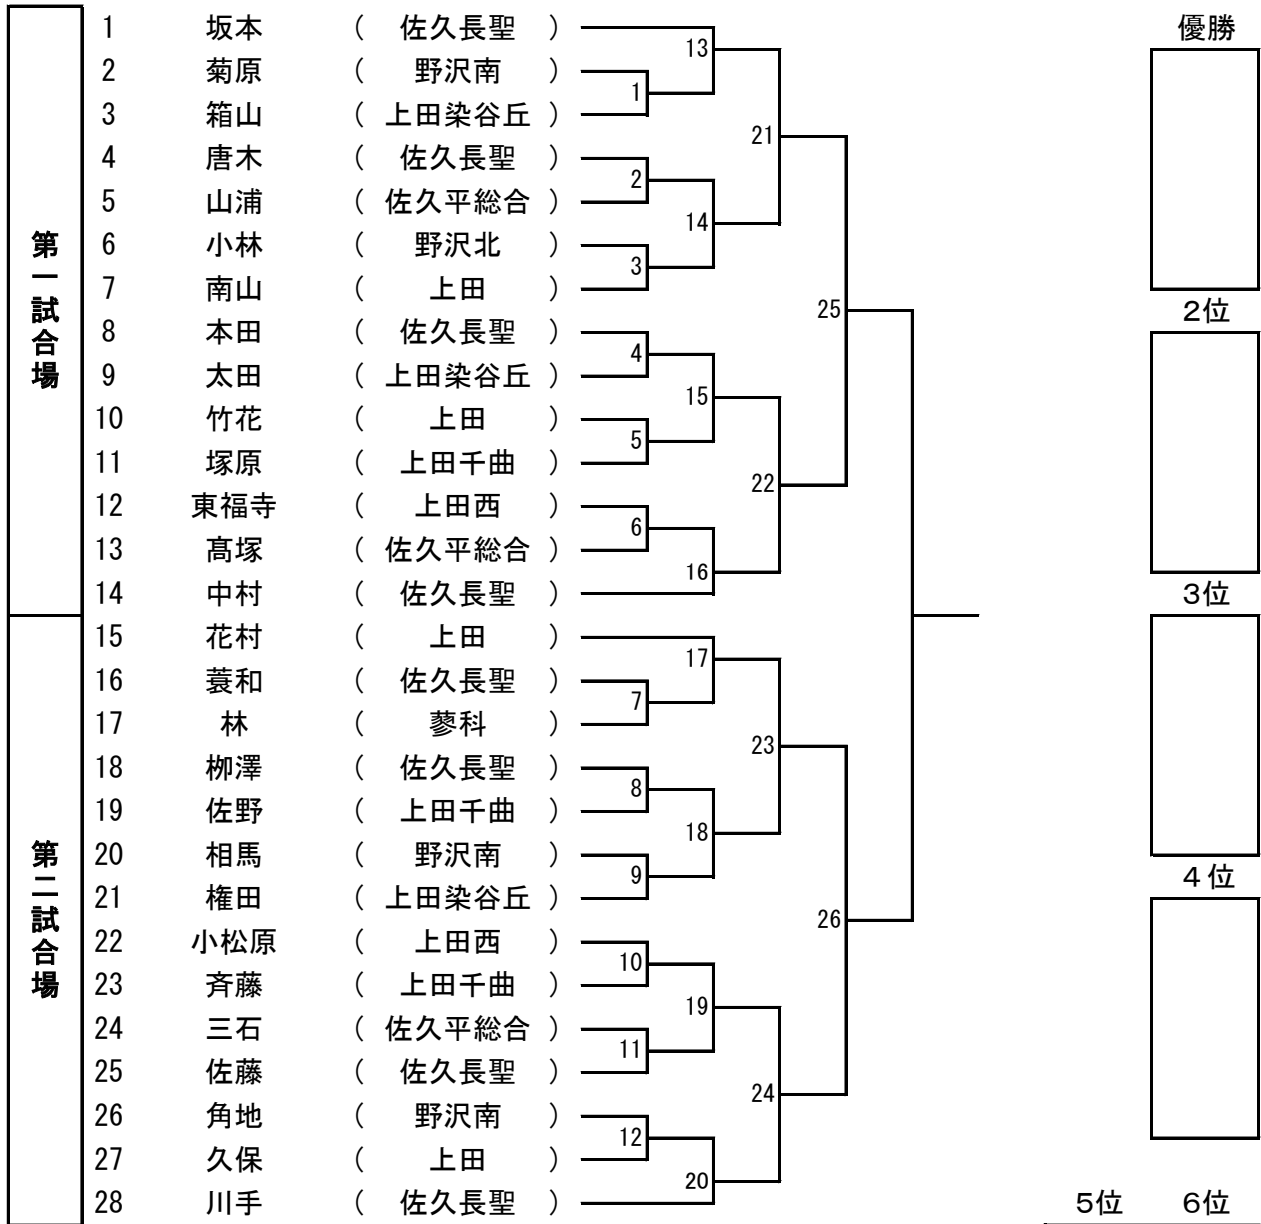 1 坂本 ( 佐久長聖 ) 優勝
13
2 菊原 ( 野沢南 )
1
3 箱山 ( 上田染谷丘 )
21
4 唐木 ( 佐久長聖 )
2
5 山浦 ( 佐久平総合 )
14
第一試合場
6 小林 ( 野沢北 )
3
7 南山 ( 上田 )
25 2位
8 本田 ( 佐久長聖 )
4
9 太田 ( 上田染谷丘 )
15
10 竹花 ( 上田 )
5
11 塚原 ( 上田千曲 )
22
12 東福寺 ( 上田西 )
6
13 髙塚 ( 佐久平総合 )
16
14 中村 ( 佐久長聖 ) 3位
15 花村 ( 上田 )
17
16 蓑和 ( 佐久長聖 )
7
17 林 ( 蓼科 )
23
18 栁澤 ( 佐久長聖 )
8
19 佐野 ( 上田千曲 )
18
第二試合場
20 相馬 ( 野沢南 )
9 4位
21 権田 ( 上田染谷丘 )
26
22 小松原 ( 上田西 )
10
23 斉藤 ( 上田千曲 )
19
24 三石 ( 佐久平総合 )
11
25 佐藤 ( 佐久長聖 )
24
26 角地 ( 野沢南 )
12
27 久保 ( 上田 )
20
28 川手 ( 佐久長聖 ) 5位 6位